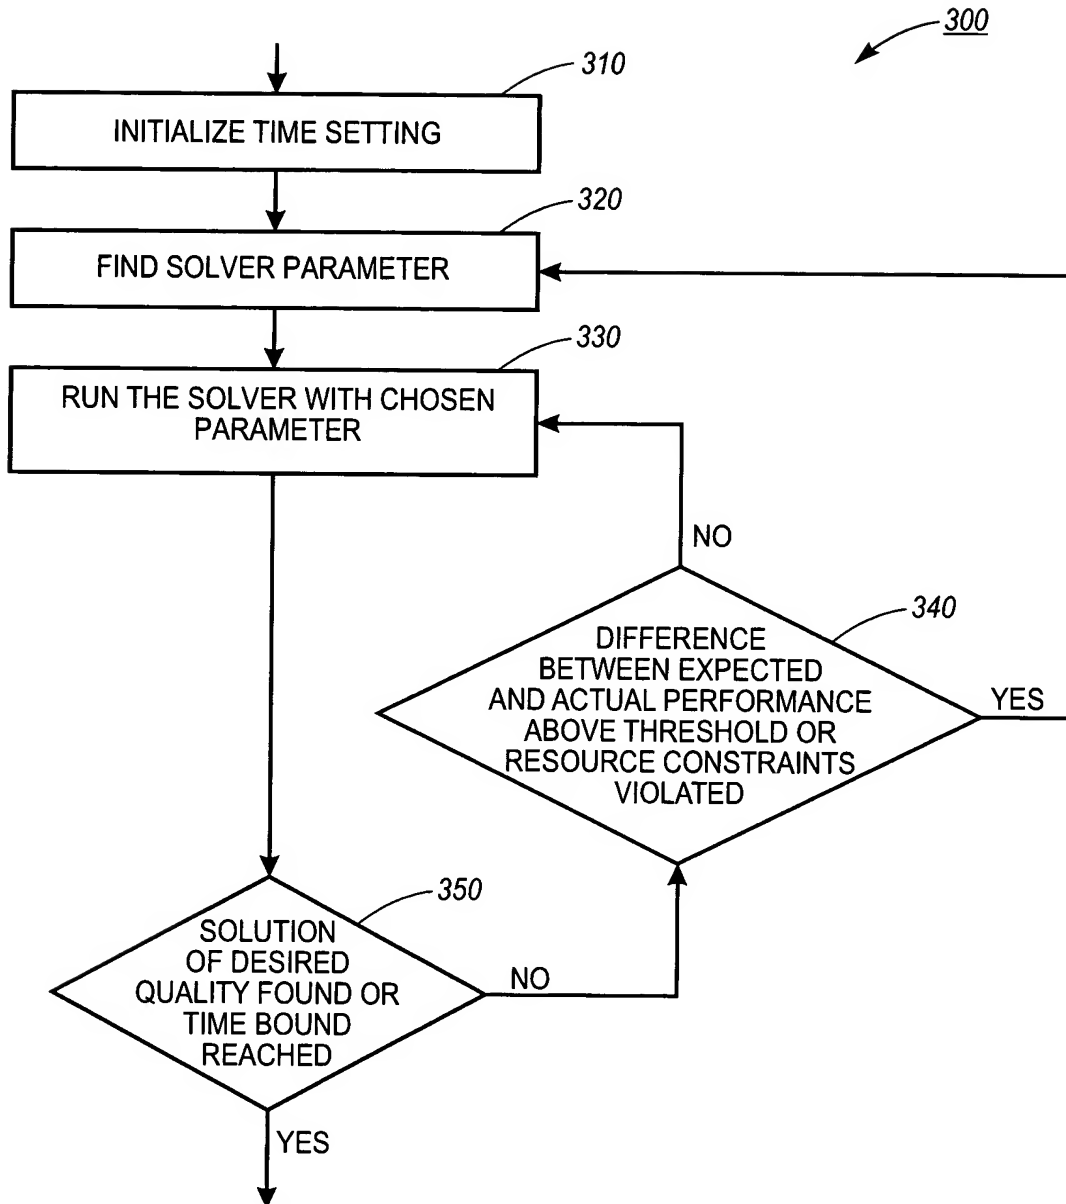 300
310
INITIALIZE TIME SETTING
320
FIND SOLVER PARAMETER
330
RUN THE SOLVER WITH CHOSEN
PARAMETER
NO
340
DIFFERENCE
BETWEEN EXPECTED
AND ACTUAL PERFORMANCE
ABOVE THRESHOLD OR
RESOURCE CONSTRAINTS
VIOLATED
YES
350
SOLUTION
OF DESIRED
QUALITY FOUND OR
TIME BOUND
REACHED
NO
YES